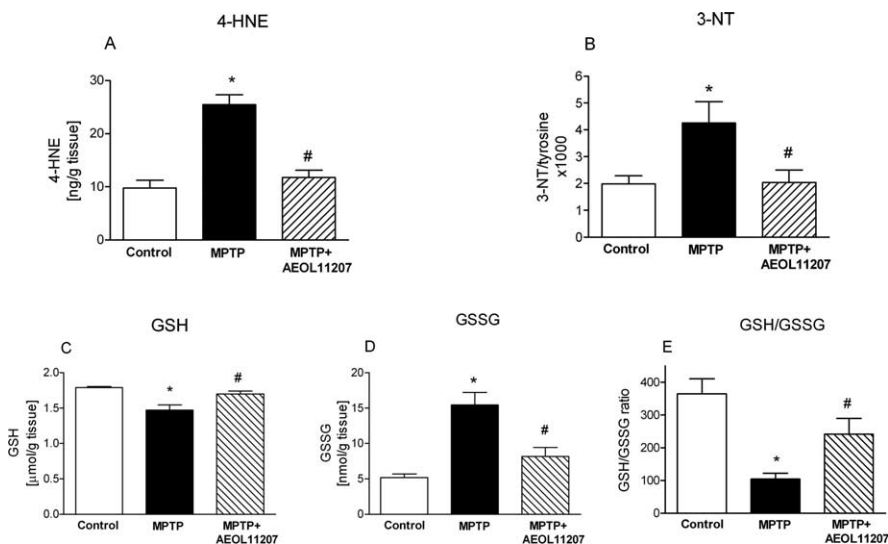 4-HNE
A
30
20
10
0
4-HNE
[ng/g tissue]
*
#
Control
MPTP
MPTP+
AEOL11207
3-NT
B
6
5
4
3
2
1
0
3-NT/tyrosine
x1000
*
#
Control
MPTP
MPTP+
AEOL11207
GSH
C
2.0
1.5
1.0
0.5
0.0
GSH
[μmol/g tissue]
*
#
Control
MPTP
MPTP+
AEOL11207
GSSG
D
20
15
10
5
0
GSSG
[nmol/g tissue]
*
#
Control
MPTP
MPTP+
AEOL11207
GSH/GSSG
E
400
300
200
100
0
GSH/GSSG ratio
*
#
Control
MPTP
MPTP+
AEOL11207